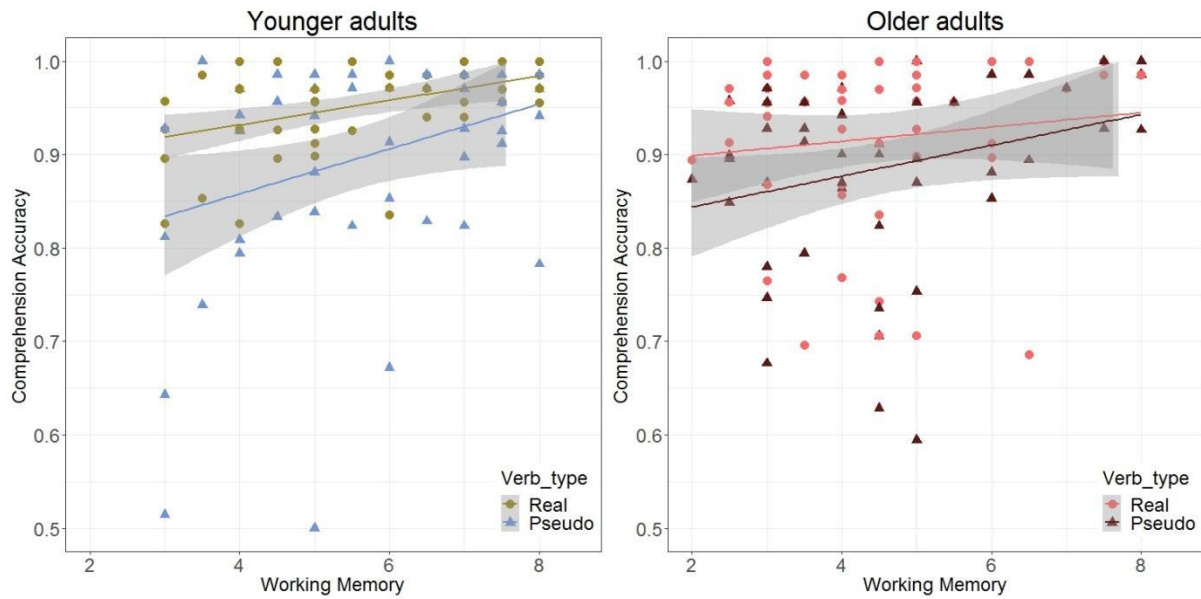 Younger adults
Comprehension Accuracy
1.0
0.9
0.8
0.7
0.6
0.5
Verb_type
Real
Pseudo
2
4
6
8
Working Memory
Older adults
Comprehension Accuracy
1.0
0.9
0.8
0.7
0.6
0.5
Verb_type
Real
Pseudo
2
4
6
8
Working Memory